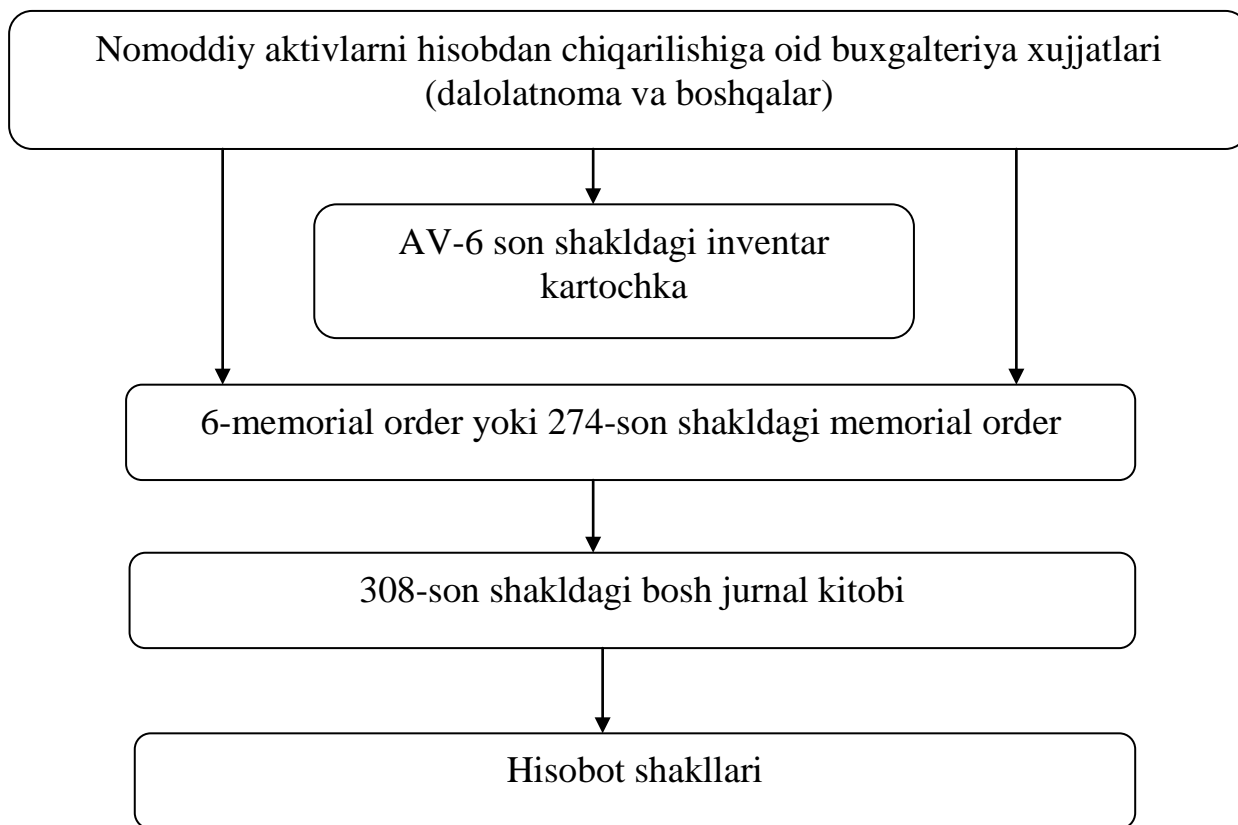 Nomoddiy aktivlarni hisobdan chiqarilishiga oid buxgalteriya xujjatlari
(dalolatnoma va boshqalar)
AV-6 son shakldagi inventar
kartochka
6-memorial order yoki 274-son shakldagi memorial order
308-son shakldagi bosh jurnal kitobi
Hisobot shakllari